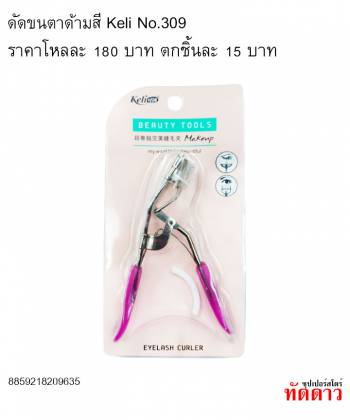 ดัดขนตาด้ามสี Keli No.309
ราคาโหลละ 180 บาท ตกชิ้นละ 15 บาท
Keli
BEAUTY TOOLS
Makeup
EYELASH CURLER
8859218209635
ซุปเปอร์สโตร์
ทัดดาว